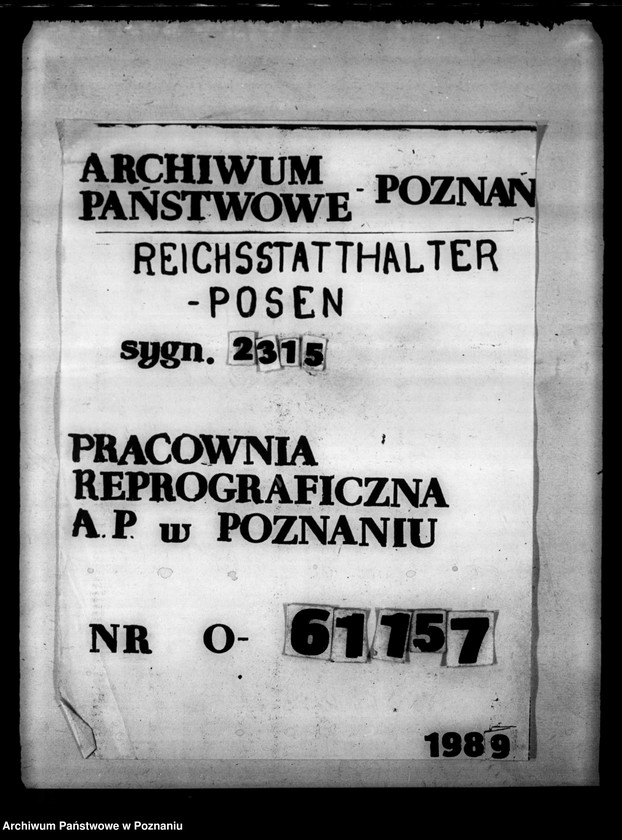 ARCHIWUM
PAŃSTWOWE - POZNAŃ
REICHSSTATTHALTER
-POSEN
sygn. 2315
PRACOWNIA
REPROGRAFICZNA
A.P. w POZNANIU
NR O- 61157
1989
Archiwum Państwowe w Poznaniu